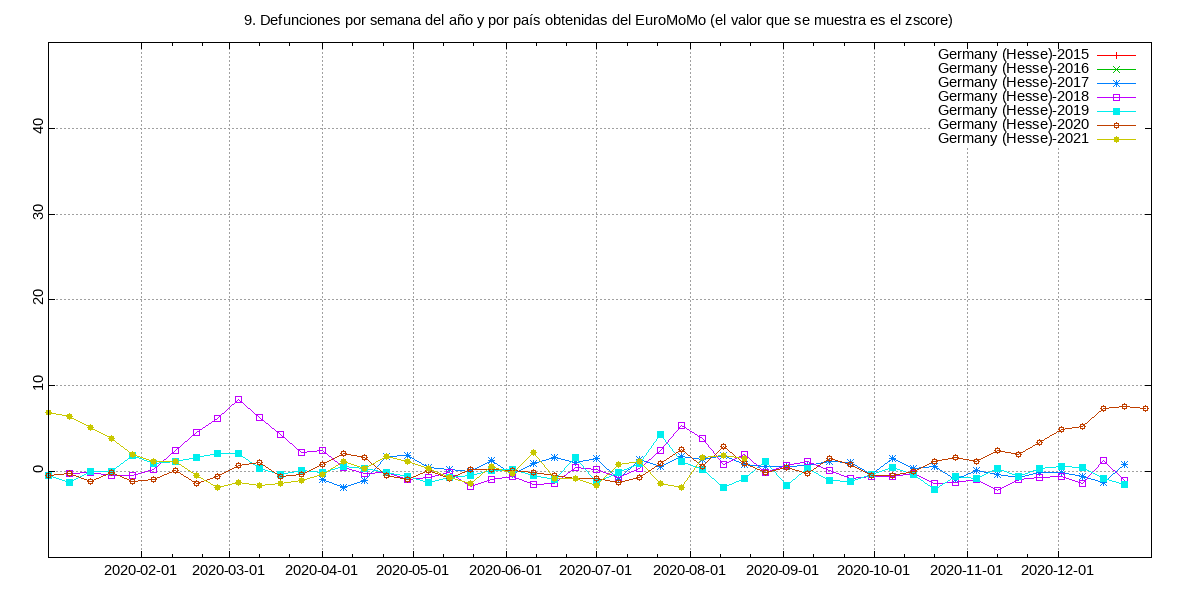 9. Defunciones por semana del año y por país obtenidas del EuroMoMo (el valor que se muestra es el zscore)
Germany (Hesse)-2015
Germany (Hesse)-2016
Germany (Hesse)-2017
Germany (Hesse)-2018
Germany (Hesse)-2019
Germany (Hesse)-2020
Germany (Hesse)-2021
40
30
20
10
0
2020-02-01 2020-03-01 2020-04-01 2020-05-01 2020-06-01 2020-07-01 2020-08-01 2020-09-01 2020-10-01 2020-11-01 2020-12-01